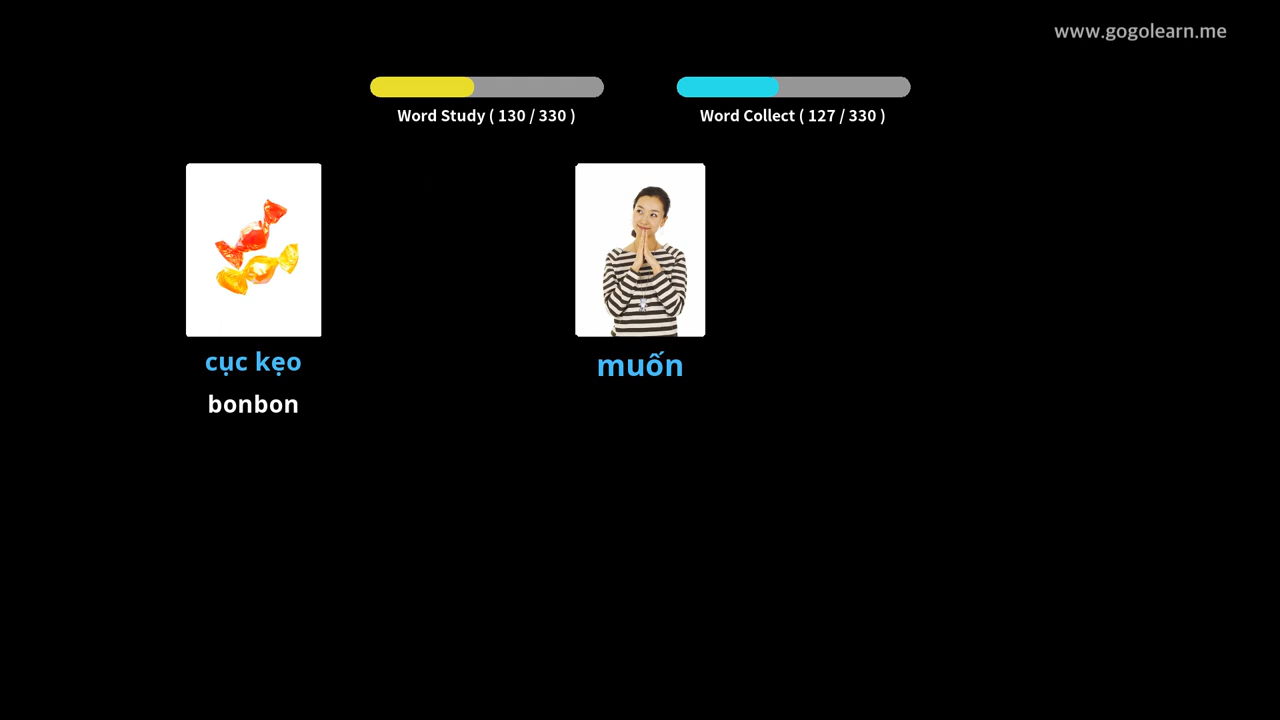 www.gogolearn.me
Word Study ( 130 / 330 )
Word Collect ( 127 / 330 )
cục kẹo
bonbon
muốn